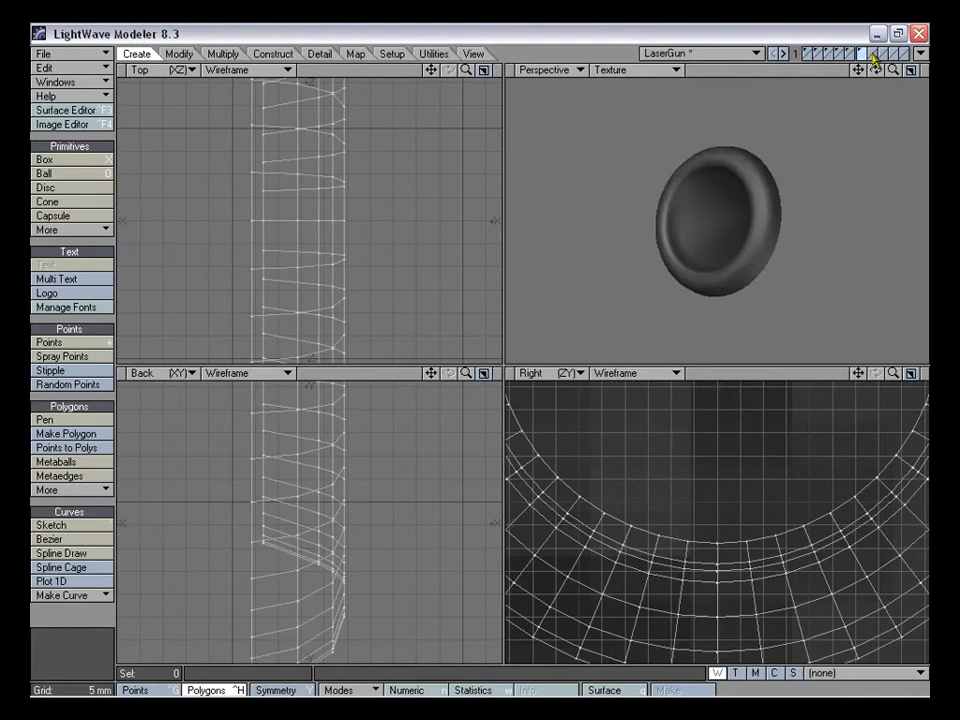 LightWave Modeler 8.3
File
Create Modify Multiply Construct Detail Map Setup Utilities View
LaserGun *
1
Edit
Top (XZ) Wireframe
Perspective Texture
Windows
Help
Surface Editor ^F3
Image Editor ^F4
Primitives
Box X
Ball O
Disc
Cone
Capsule
More
Text
Text
Multi Text
Logo
Manage Fonts
Points
Points +
Spray Points
Stipple
Back (XY) Wireframe
Right (ZY) Wireframe
Random Points
Polygons
Pen
Make Polygon
Points to Polys
Metaballs
Metaedges
More
Curves
Sketch
Bezier
Spline Draw
Spline Cage
Plot 1D
Make Curve
Sel: 0
W T M C S (none)
Grid: 5 mm
Points ^G Polygons ^H Symmetry Y Modes Numeric n Statistics w Info i Surface q Make